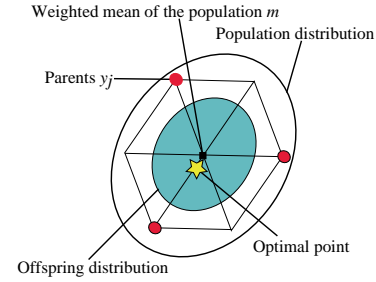 Weighted mean of the population m
Population distribution
Parents yj
Optimal point
Offspring distribution